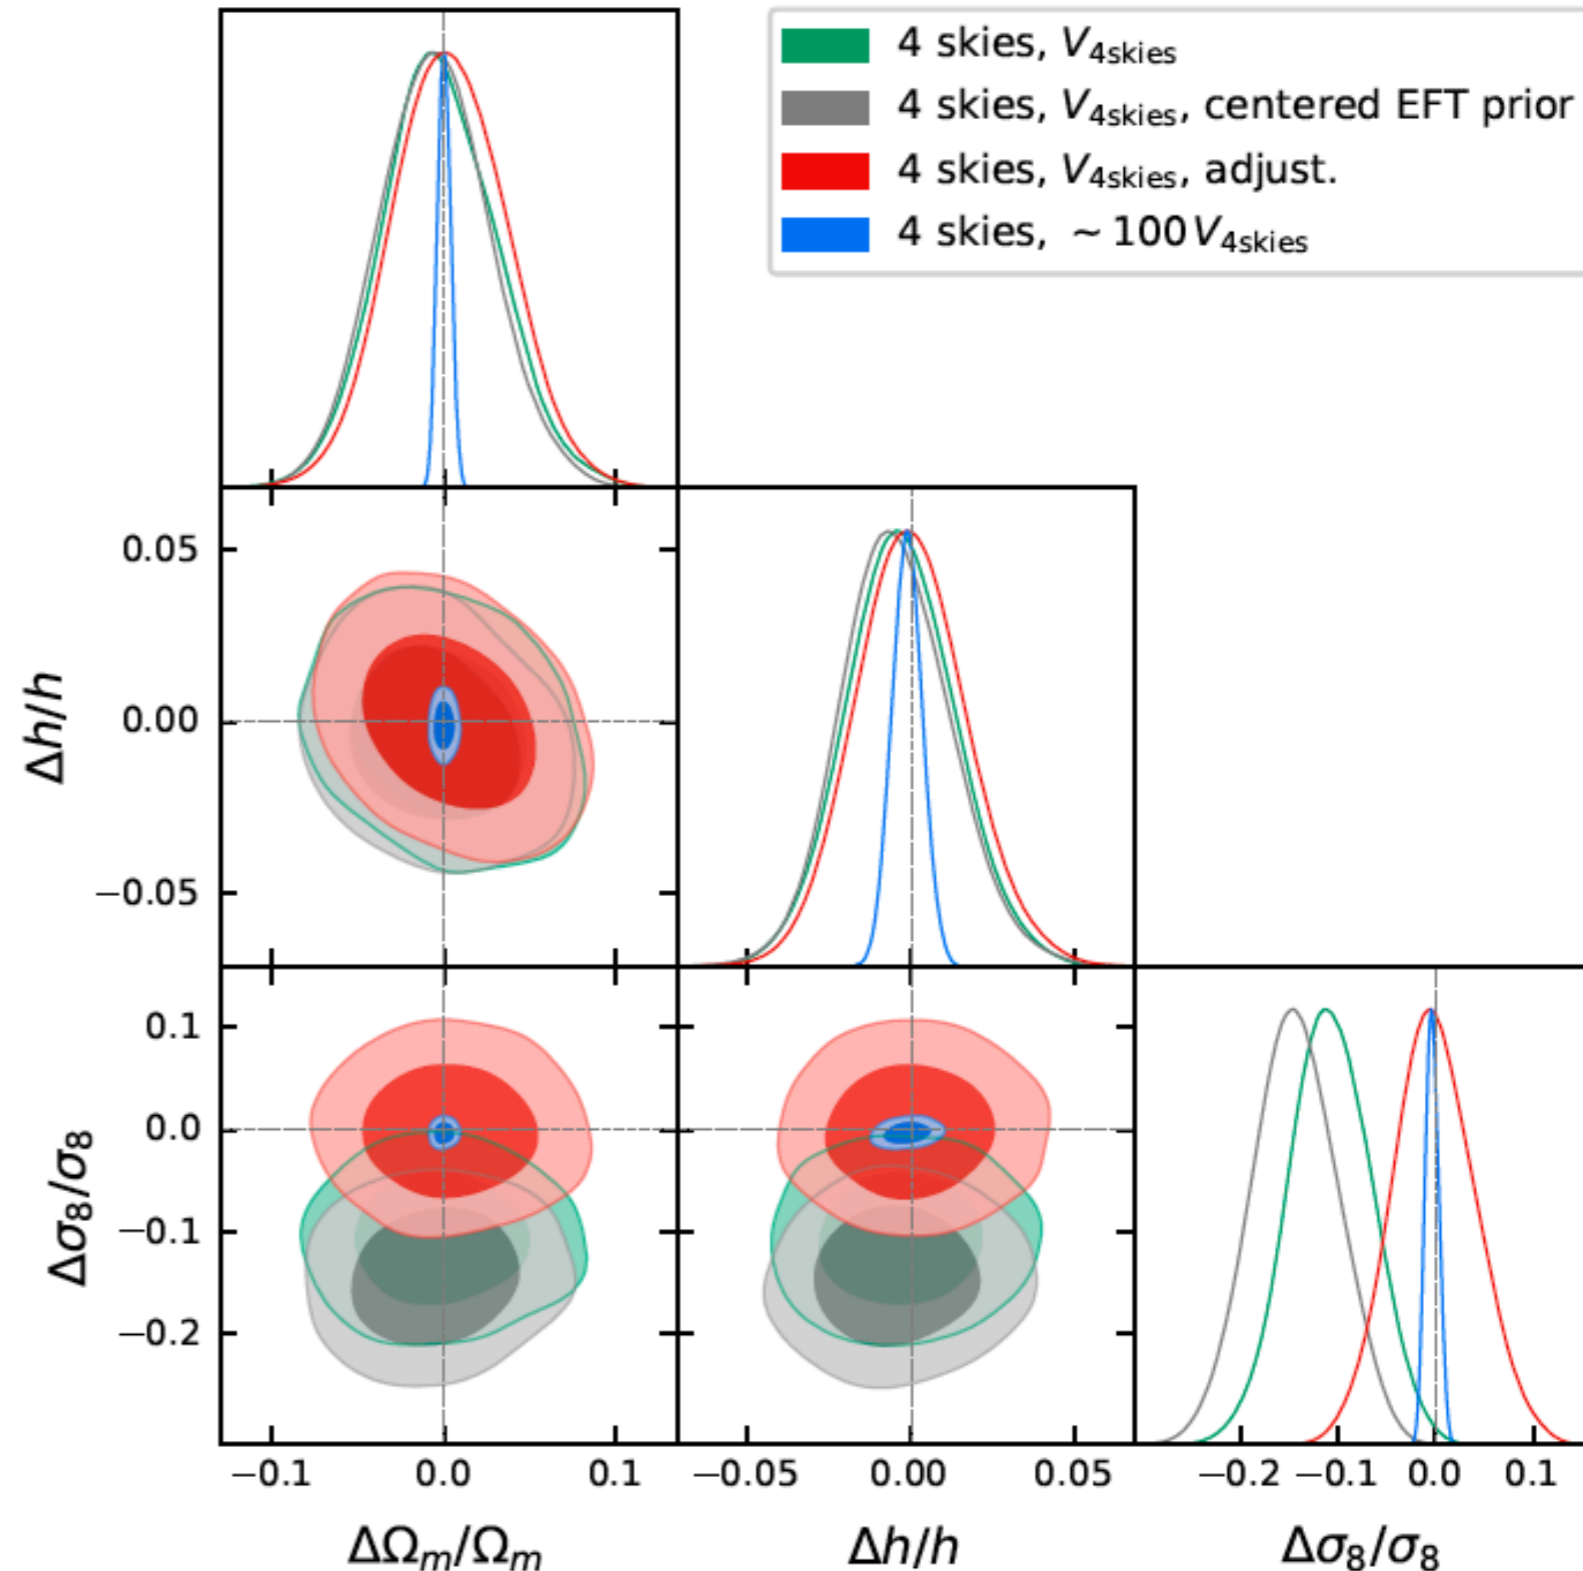 4 skies, V₄skies
4 skies, V₄skies, centered EFT prior
4 skies, V₄skies, adjust.
4 skies, ~ 100 V₄skies
0.05
0.00
−0.05
Δh/h
0.1
0.0
−0.1
−0.2
Δσ₈/σ₈
−0.1 0.0 0.1 −0.05 0.00 0.05 −0.2 −0.1 0.0 0.1
ΔΩₘ/Ωₘ Δh/h Δσ₈/σ₈